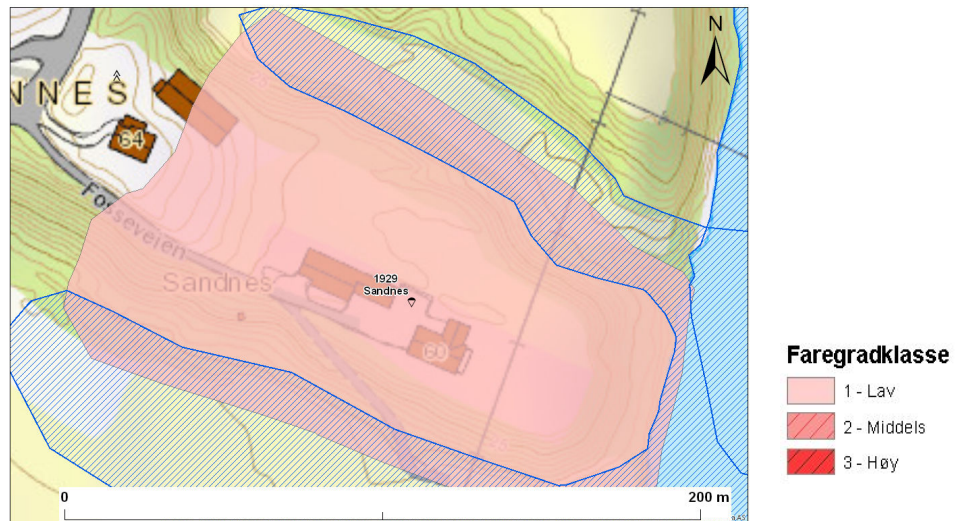 N
NNES
64
Fosseveien
Sandnes
1929
Sandnes
60
0
200 m
Faregradklasse
1 - Lav
2 - Middels
3 - Høy